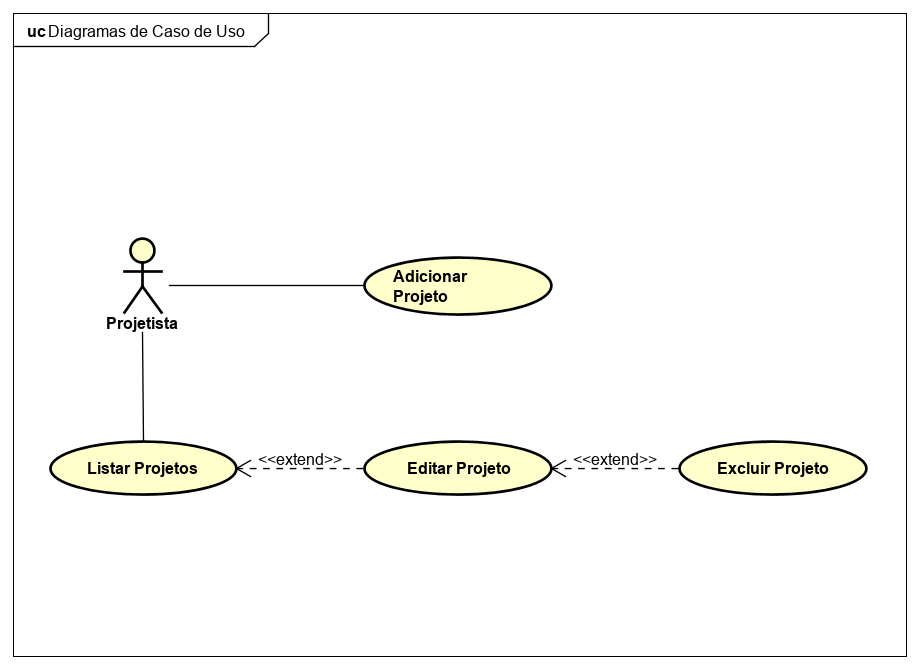 uc Diagramas de Caso de Uso
Adicionar
Projeto
Projetista
<<extend>>
<<extend>>
Listar Projetos
Editar Projeto
Excluir Projeto